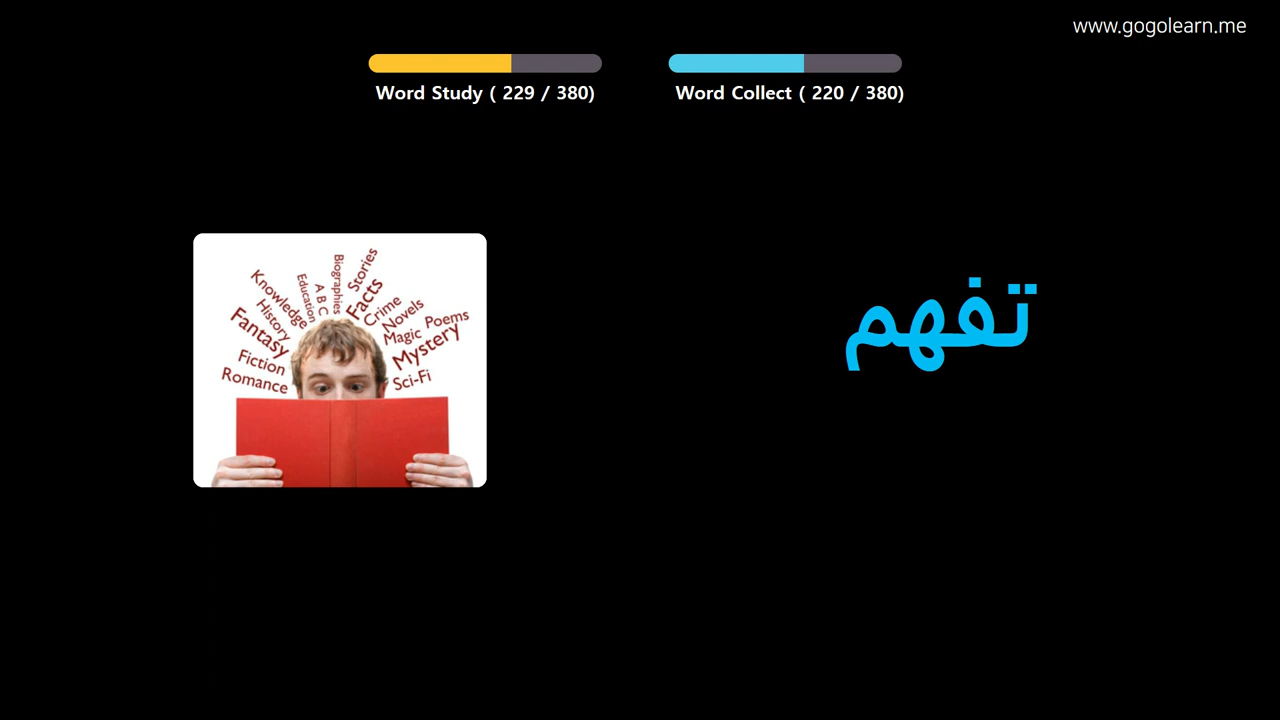 www.gogolearn.me
Word Study ( 229 / 380)
Word Collect ( 220 / 380)
Knowledge
History
Fantasy
Fiction
Romance
Education
A B C
Biographies
Stories
Facts
Crime
Novels
Magic
Poems
Mystery
Sci-Fi
تفهم